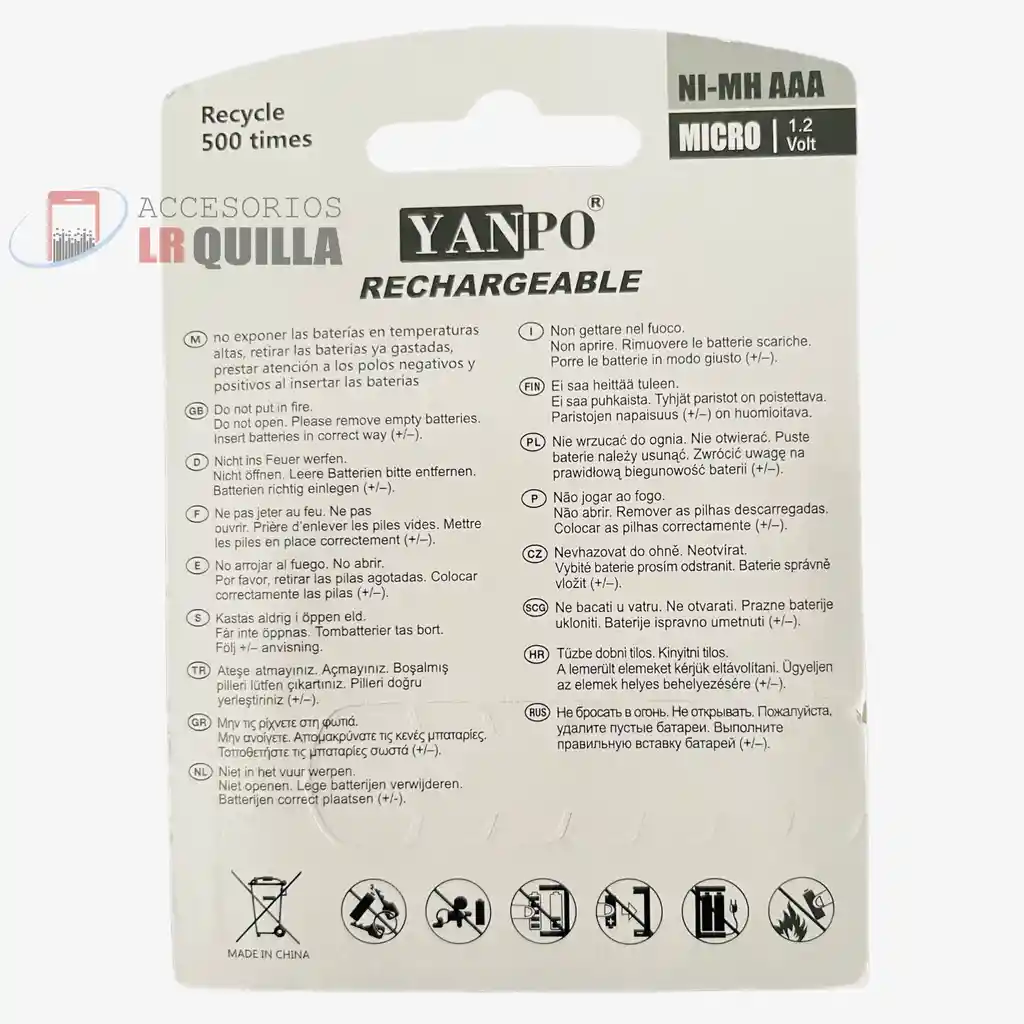 Recycle
500 times
NI-MH AAA
MICRO | 1.2 Volt
ACCESORIOS
LR QUILLA
YANPO®
RECHARGEABLE
M no exponer las baterías en temperaturas
altas, retirar las baterías ya gastadas,
prestar atención a los polos negativos y
positivos al insertar las baterías
GB Do not put in fire.
Do not open. Please remove empty batteries.
Insert batteries in correct way (+/–).
D Nicht ins Feuer werfen.
Nicht öffnen. Leere Batterien bitte entfernen.
Batterien richtig einlegen (+/–).
F Ne pas jeter au feu. Ne pas
ouvrir. Prière d'enlever les piles vides. Mettre
les piles en place correctement (+/–).
E No arrojar al fuego. No abrir.
Por favor, retirar las pilas agotadas. Colocar
correctamente las pilas (+/–).
S Kastas aldrig i öppen eld.
Får inte öppnas. Tombatterier tas bort.
Följ +/– anvisning.
TR Ateşe atmayınız. Açmayınız. Boşalmış
pilleri lütfen çıkartınız. Pilleri doğru
yerleştiriniz (+/–).
GR Μην τις ρίχνετε στη φωτιά.
Μην ανοίγετε. Απομακρύνατε τις κενές μπαταρίες.
Τοποθετήστε τις μπαταρίες σωστά (+/–).
NL Niet in het vuur werpen.
Niet openen. Lege batterijen verwijderen.
Batterijen correct plaatsen (+/-).
I Non gettare nel fuoco.
Non aprire. Rimuovere le batterie scariche.
Porre le batterie in modo giusto (+/–).
FIN Ei saa heittää tuleen.
Ei saa puhkaista. Tyhjät paristot on poistettava.
Paristojen napaisuus (+/–) on huomioitava.
PL Nie wrzucać do ognia. Nie otwierać. Puste
baterie należy usunąć. Zwrócić uwagę na
prawidłową biegunowość baterii (+/–).
P Não jogar ao fogo.
Não abrir. Remover as pilhas descarregadas.
Colocar as pilhas correctamente (+/–).
CZ Nevhazovat do ohně. Neotvírat.
Vybité baterie prosím odstranit. Baterie správně
vložit (+/–).
SCG Ne bacati u vatru. Ne otvarati. Prazne baterije
ukloniti. Baterije ispravno umetnuti (+/–).
HR Tűzbe dobni tilos. Kinyitni tilos.
A lemerült elemeket kérjük eltávolítani. Ügyeljen
az elemek helyes behelyezésére (+/–).
RUS Не бросать в огонь. Не открывать. Пожалуйста,
удалите пустые батареи. Выполните
правильную вставку батарей (+/–).
MADE IN CHINA